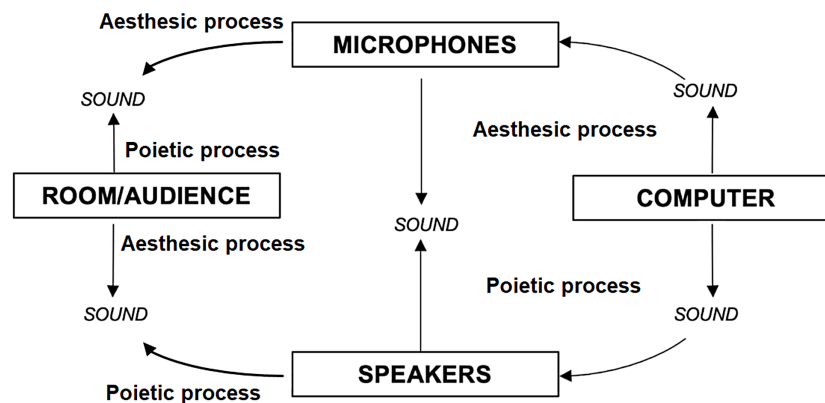 Aesthesic process
MICROPHONES
SOUND
SOUND
Aesthesic process
Poietic process
ROOM/AUDIENCE
COMPUTER
SOUND
Aesthesic process
Poietic process
SOUND
SOUND
SPEAKERS
Poietic process